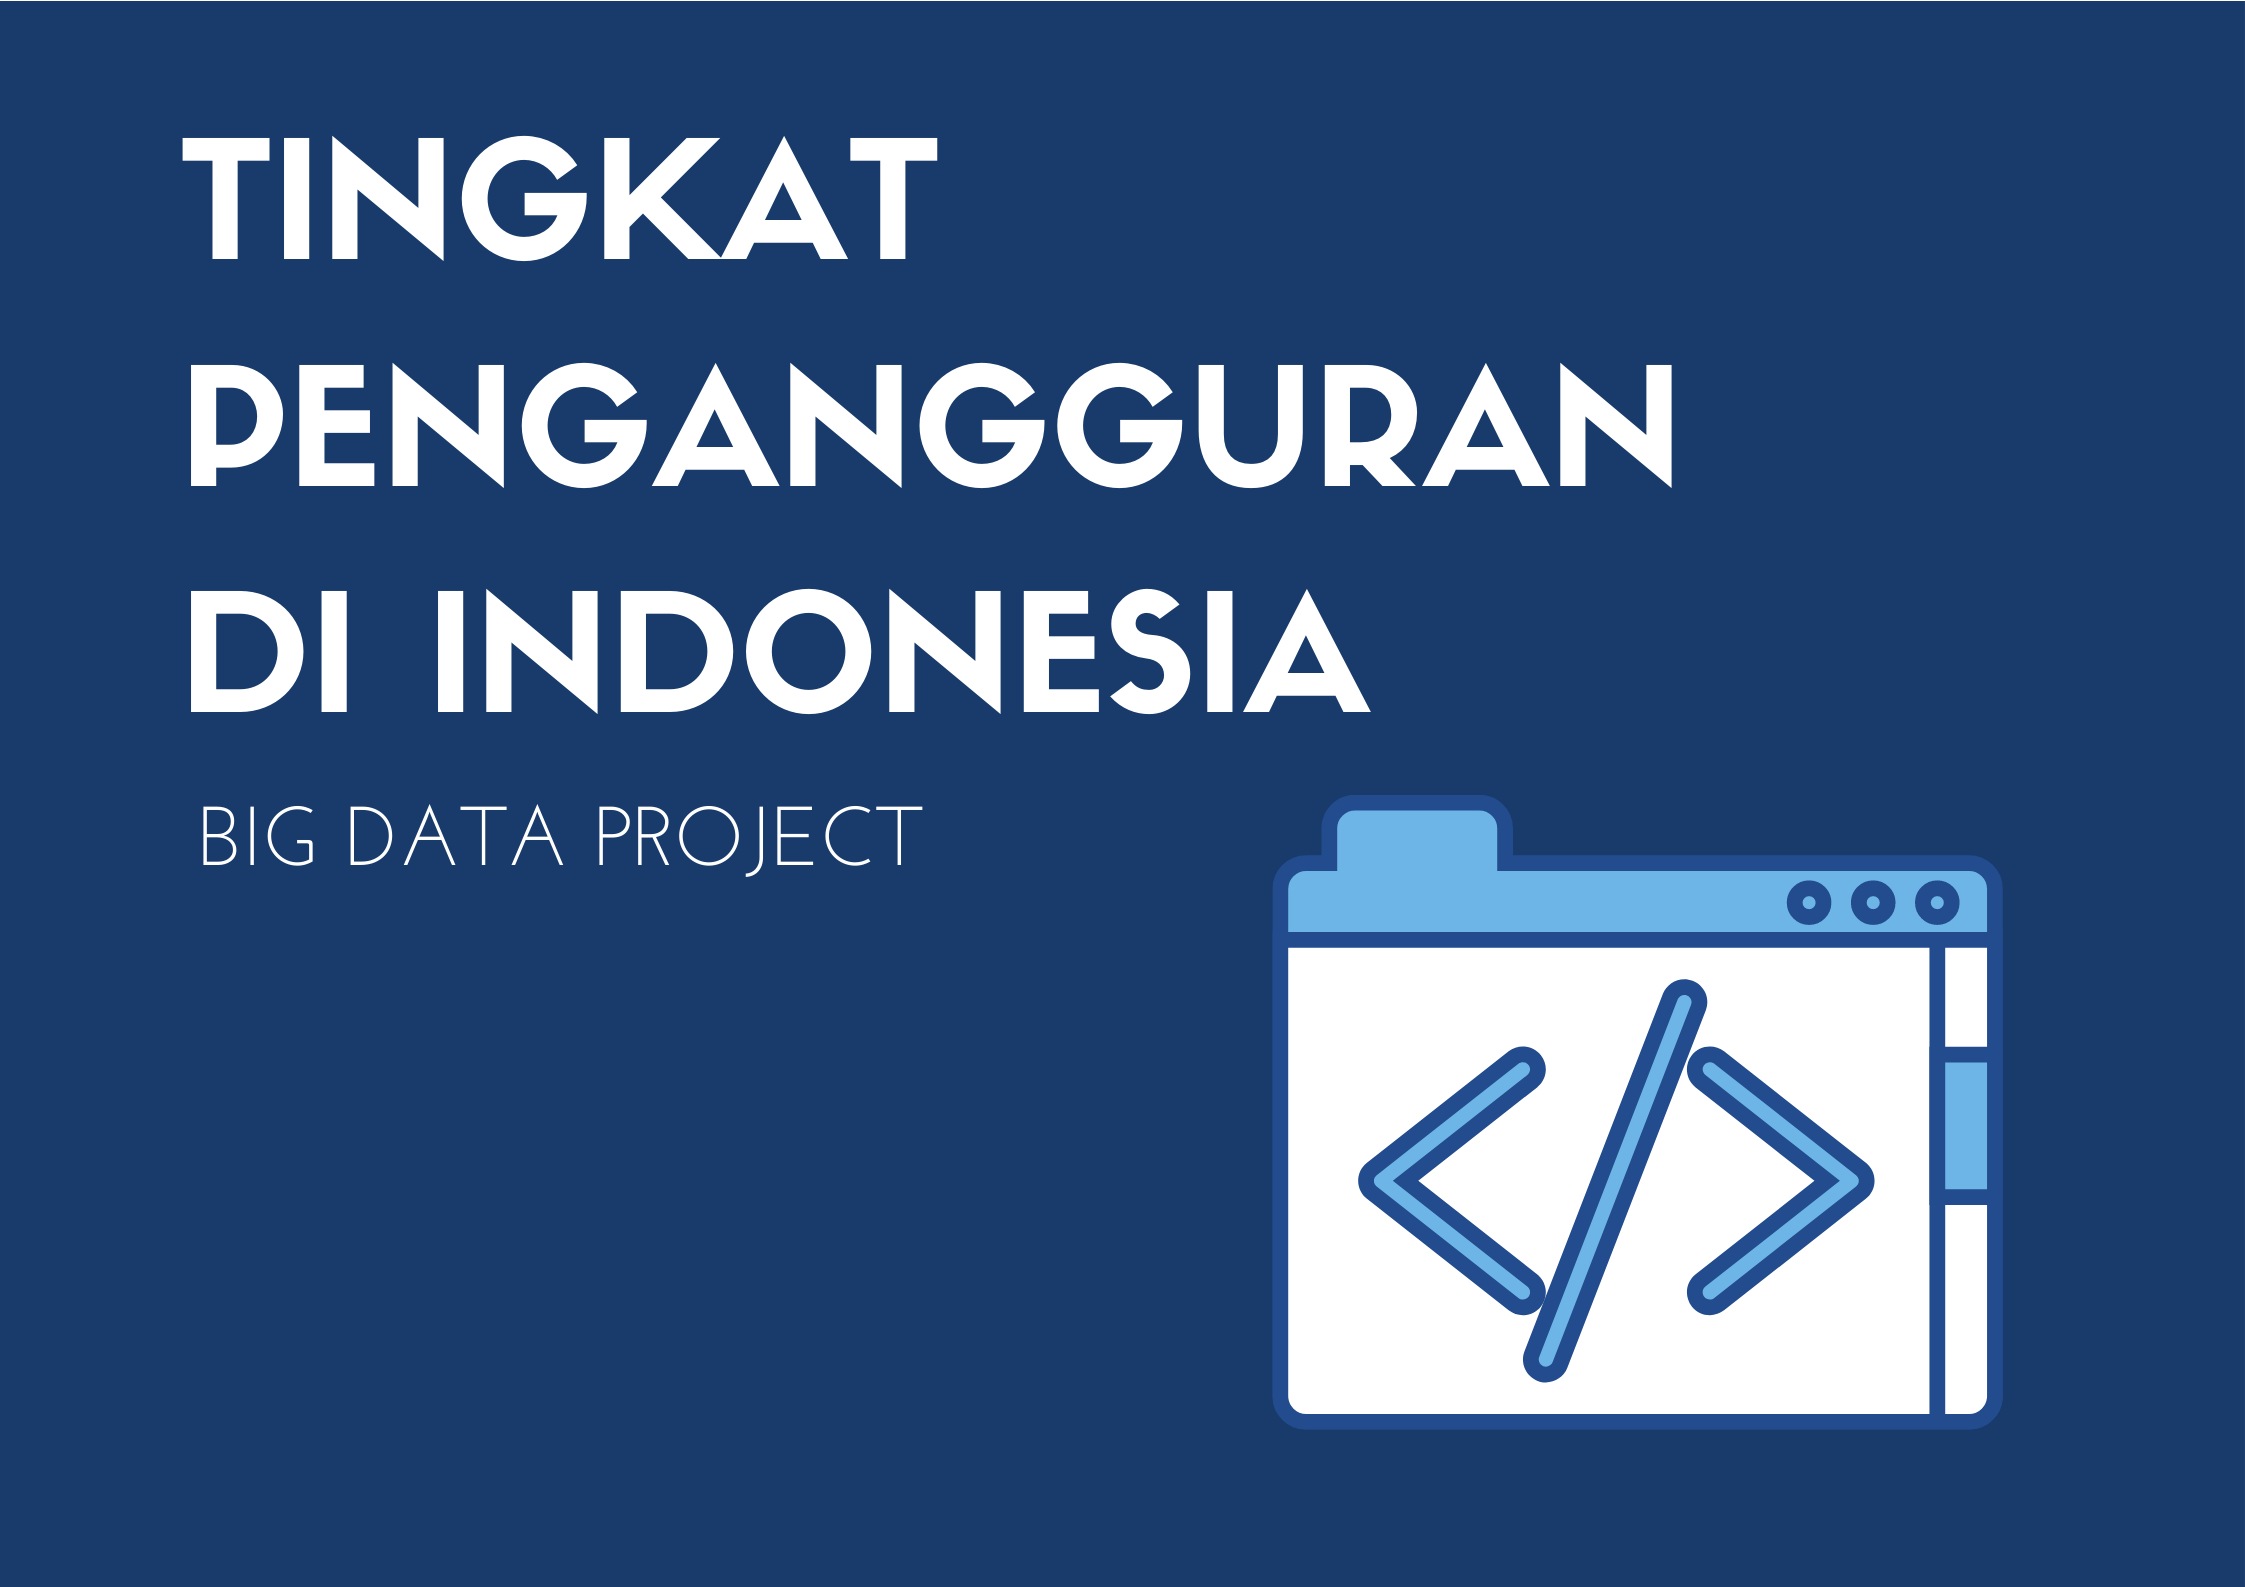 TINGKAT
PENGANGGURAN
DI INDONESIA
BIG DATA PROJECT
</>